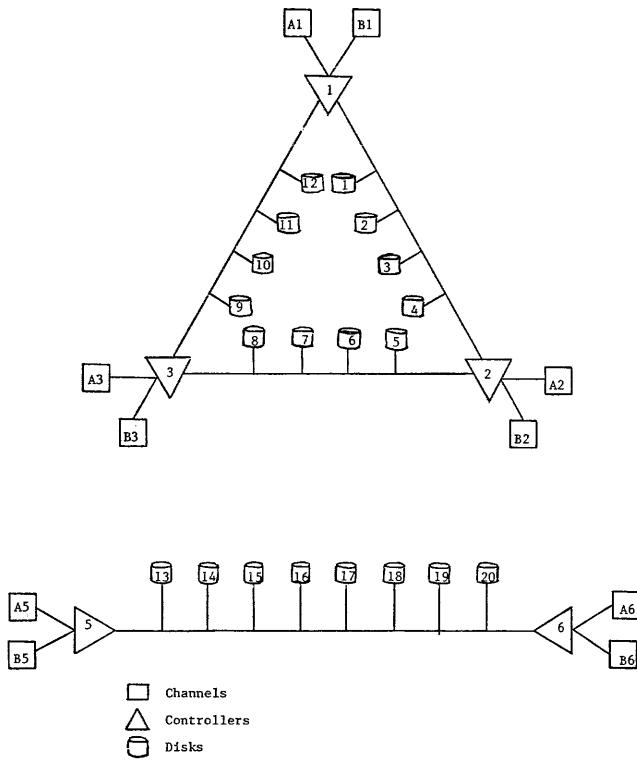 A1 B1
1
12 1
11 2
10 3
9 4
8 7 6 5
A3 3 2 A2
B3 B2
13 14 15 16 17 18 19 20
A5 5 6 A6
B5 B6
Channels
Controllers
Disks